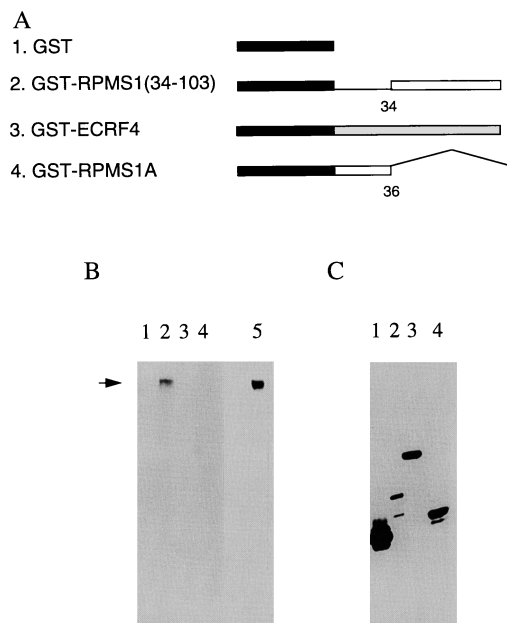 A
1. GST
2. GST-RPMS1(34-103)
34
3. GST-ECRF4
4. GST-RPMS1A
36
B
C
1 2 3 4 5
1 2 3 4